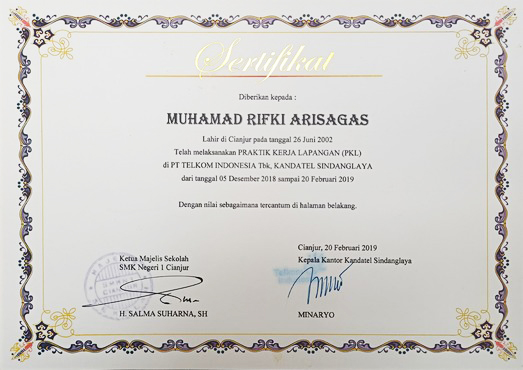 Sertifikat
Diberikan kepada :
MUHAMAD RIFKI ARISAGAS
Lahir di Cianjur pada tanggal 26 Juni 2002
Telah melaksanakan PRAKTIK KERJA LAPANGAN (PKL)
di PT TELKOM INDONESIA Tbk, KANDATEL SINDANGLAYA
dari tanggal 05 Desember 2018 sampai 20 Februari 2019
Dengan nilai sebagaimana tercantum di halaman belakang.
Ketua Majelis Sekolah
SMK Negeri 1 Cianjur
H. SALMA SUHARNA, SH
Cianjur, 20 Februari 2019
Kepala Kantor Kandatel Sindanglaya
MINARYO